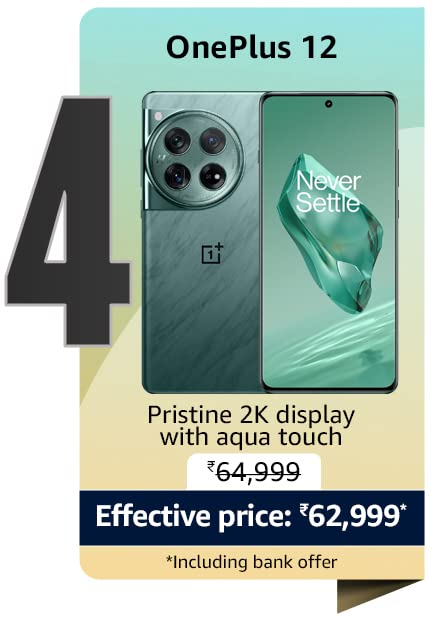 OnePlus 12
4
Never
Settle
1+
Pristine 2K display
with aqua touch
₹64,999
Effective price: ₹62,999*
*Including bank offer